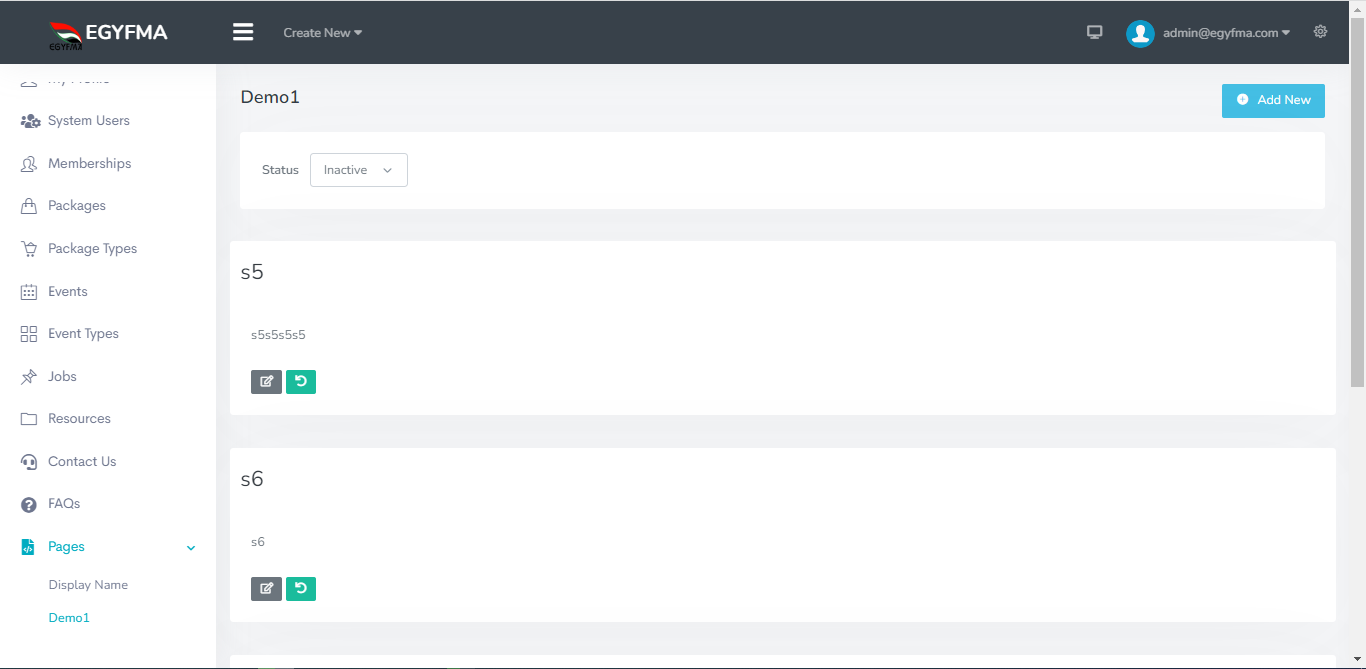 EGYFMA
EGYFMA
Create New
admin@egyfma.com
System Users
Memberships
Packages
Package Types
Events
Event Types
Jobs
Resources
Contact Us
FAQs
Pages
Display Name
Demo1
Demo1
Add New
Status
Inactive
s5
s5s5s5s5
s6
s6